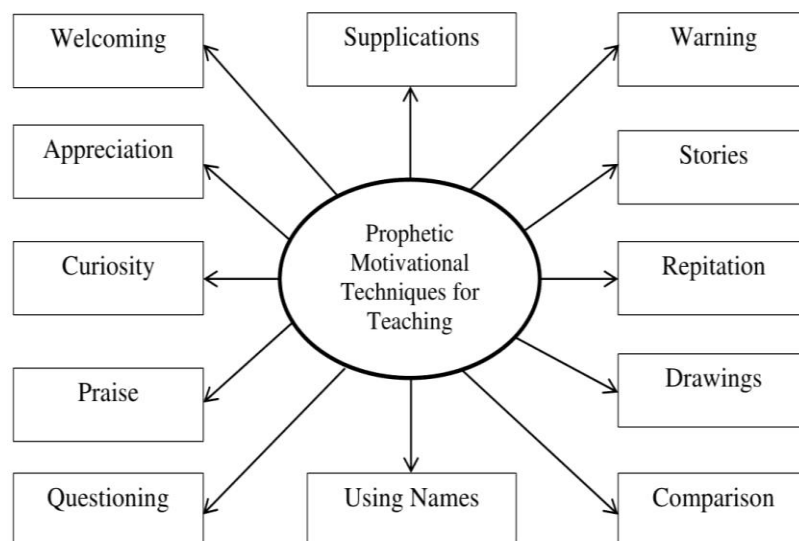 Welcoming
Supplications
Warning
Appreciation
Stories
Prophetic
Motivational
Techniques for
Teaching
Curiosity
Repitation
Praise
Drawings
Questioning
Using Names
Comparison